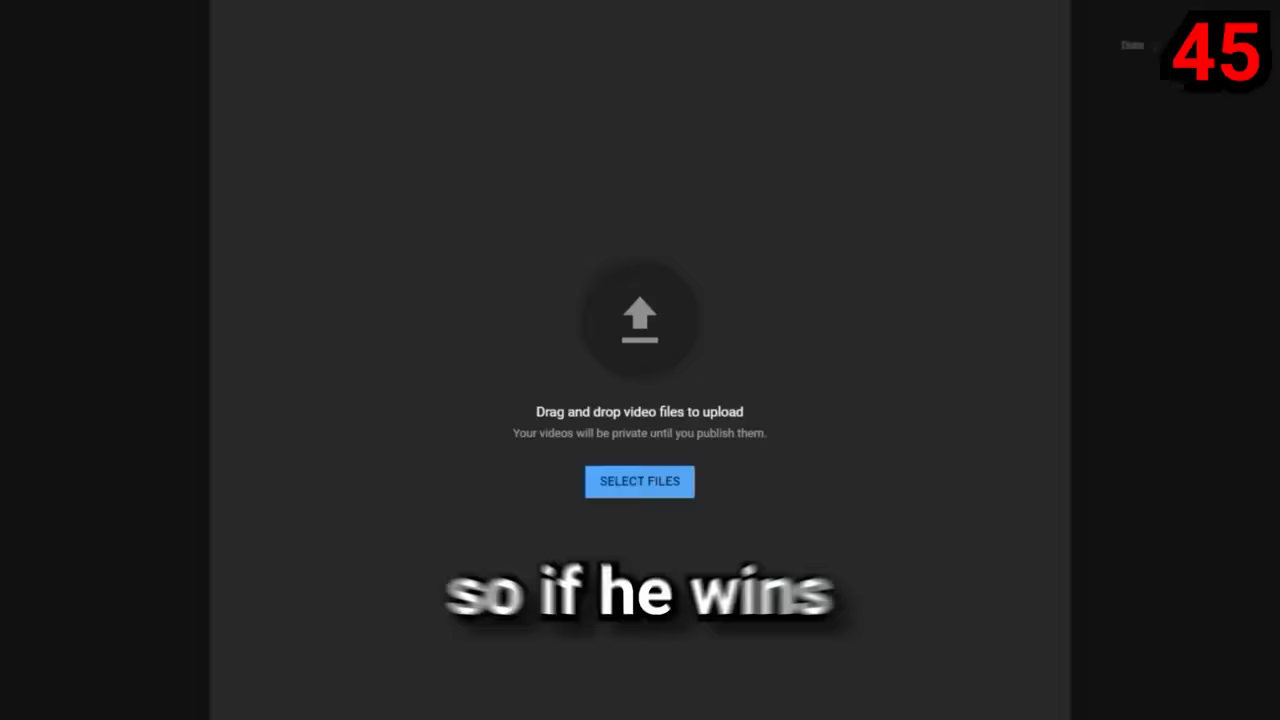 45
Drag and drop video files to upload
Your videos will be private until you publish them.
SELECT FILES
so if he wins